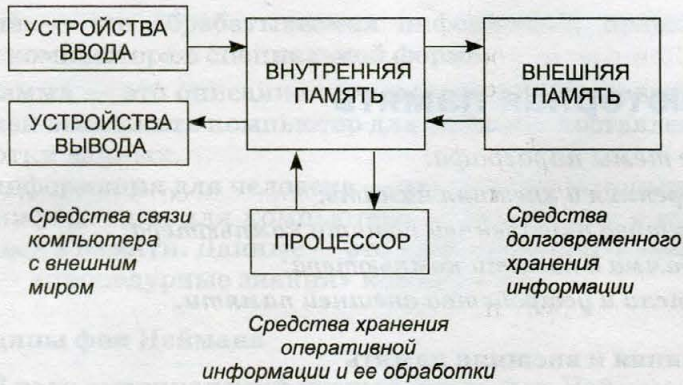 УСТРОЙСТВА
ВВОДА
ВНУТРЕННЯЯ
ПАМЯТЬ
ВНЕШНЯЯ
ПАМЯТЬ
УСТРОЙСТВА
ВЫВОДА
ПРОЦЕССОР
Средства связи
компьютера
с внешним
миром
Средства
долговременного
хранения
информации
Средства хранения
оперативной
информации и ее обработки